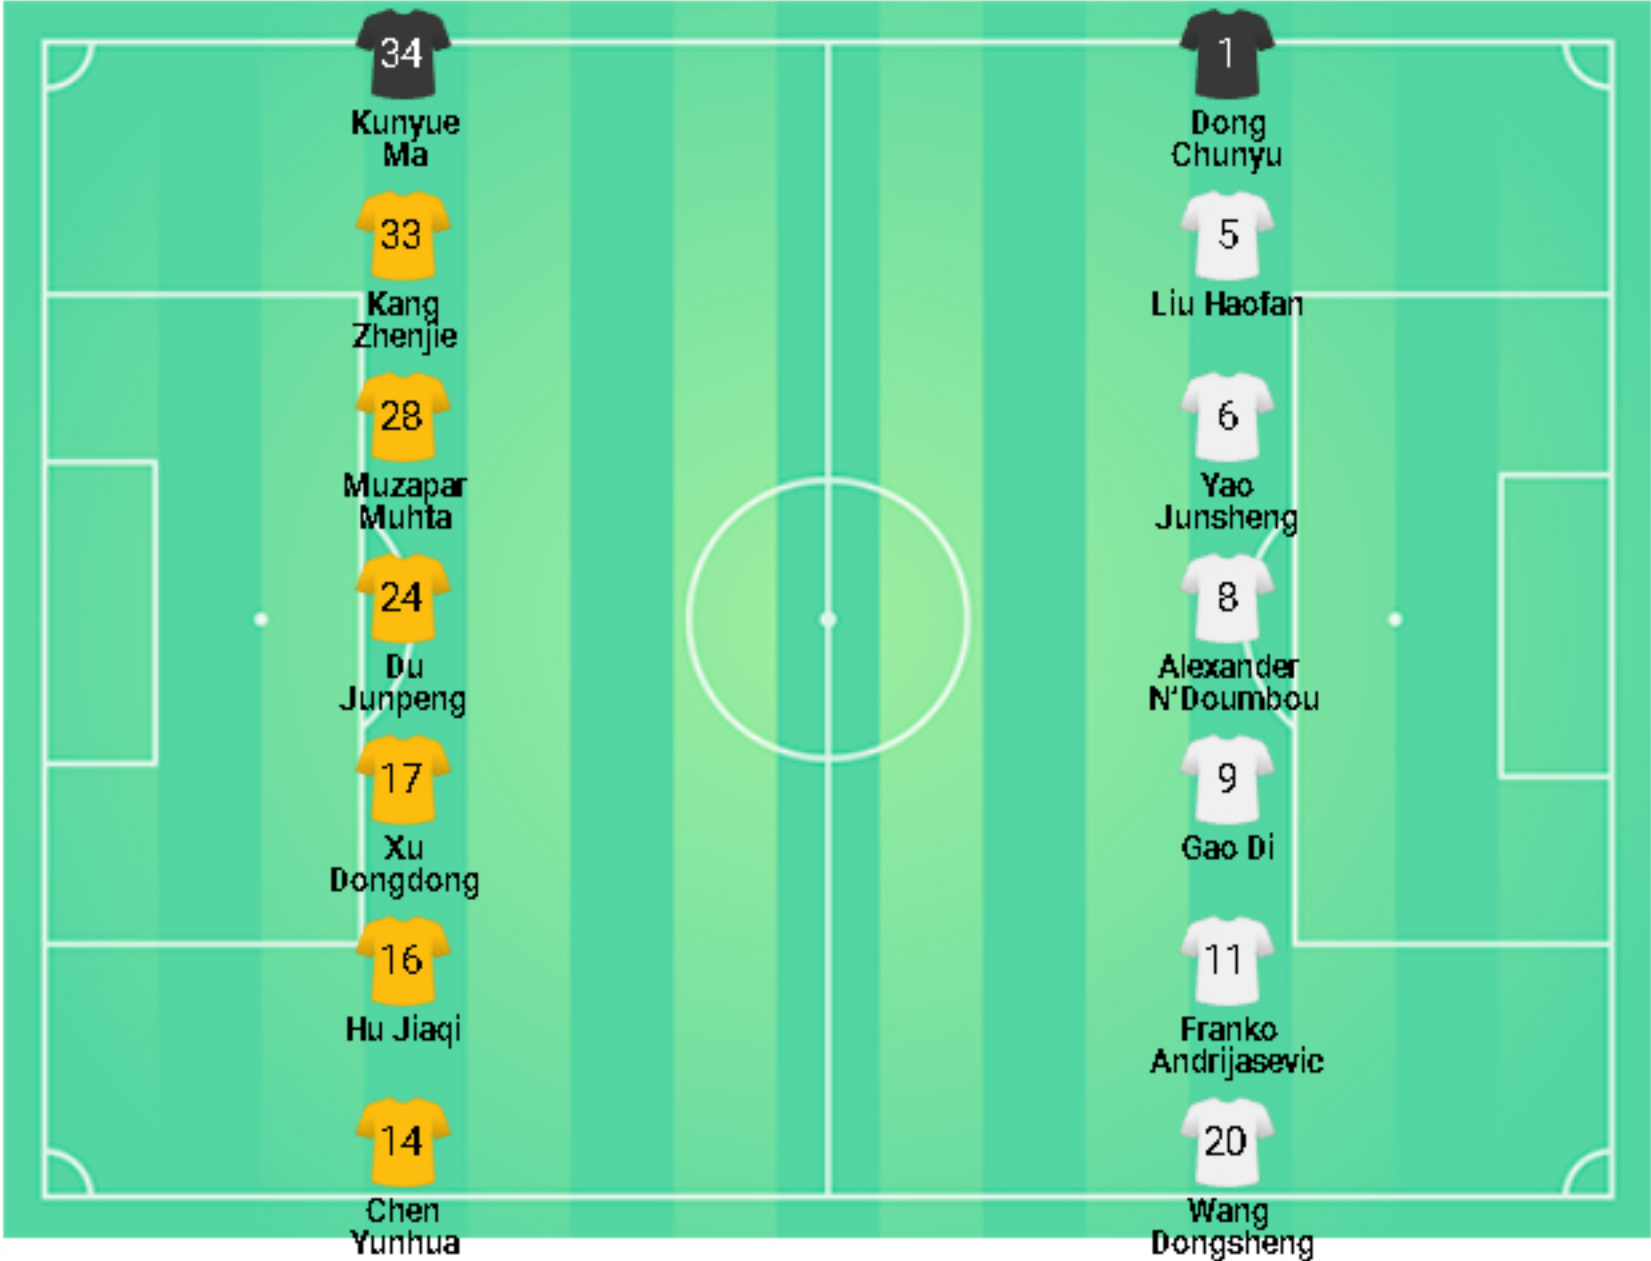 34
Kunyue
Ma
33
Kang
Zhenjie
28
Muzapar
Muhta
24
Du
Junpeng
17
Xu
Dongdong
16
Hu Jiaqi
14
Chen
Yunhua
1
Dong
Chunyu
5
Liu Haofan
6
Yao
Junsheng
8
Alexander
N'Doumbou
9
Gao Di
11
Franko
Andrijasevic
20
Wang
Dongsheng